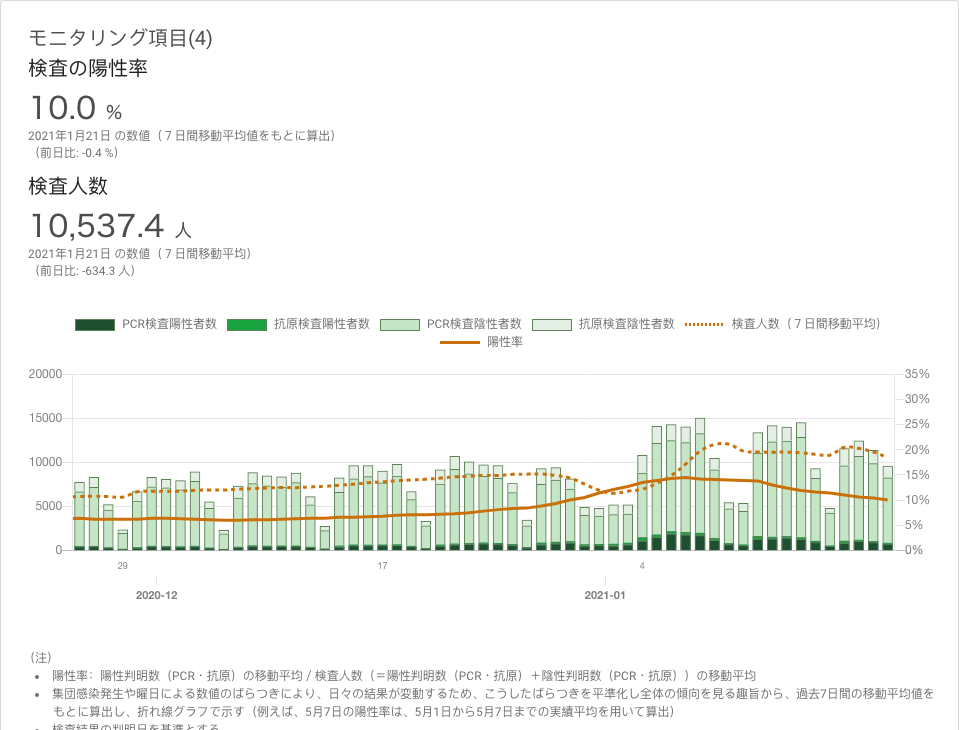 モニタリング項目(4)
検査の陽性率
10.0 %
2021年1月21日 の数値（７日間移動平均値をもとに算出）
（前日比: -0.4 %）
検査人数
10,537.4 人
2021年1月21日 の数値（７日間移動平均）
（前日比: -634.3 人）
PCR検査陽性者数 抗原検査陽性者数 PCR検査陰性者数 抗原検査陰性者数 検査人数（７日間移動平均）
陽性率
20000 35%
30%
15000 25%
20%
10000 15%
10%
5000 5%
0 0%
29 17 4
2020-12 2021-01
（注）
• 陽性率：陽性判明数（PCR・抗原）の移動平均 / 検査人数（＝陽性判明数（PCR・抗原）＋陰性判明数（PCR・抗原））の移動平均
• 集団感染発生や曜日による数値のばらつきにより、日々の結果が変動するため、こうしたばらつきを平準化し全体の傾向を見る趣旨から、過去7日間の移動平均値を
もとに算出し、折れ線グラフで示す（例えば、5月7日の陽性率は、5月1日から5月7日までの実績平均を用いて算出）
• 検査結果の判明日を基準とする